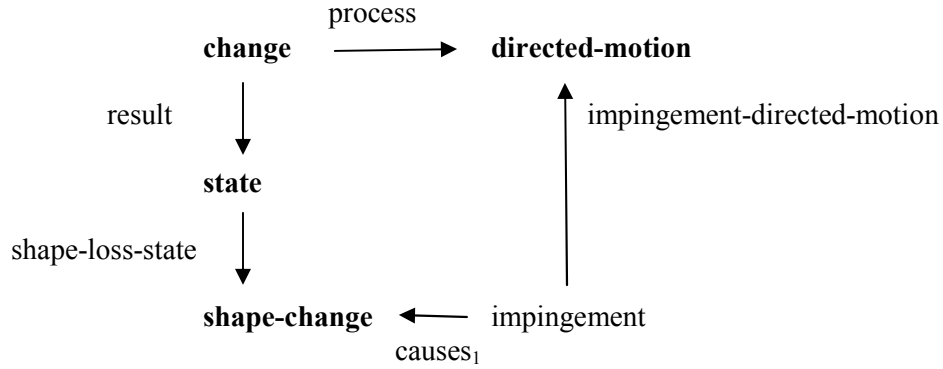 process
change directed-motion
result impingement-directed-motion
state
shape-loss-state
shape-change impingement
causes₁